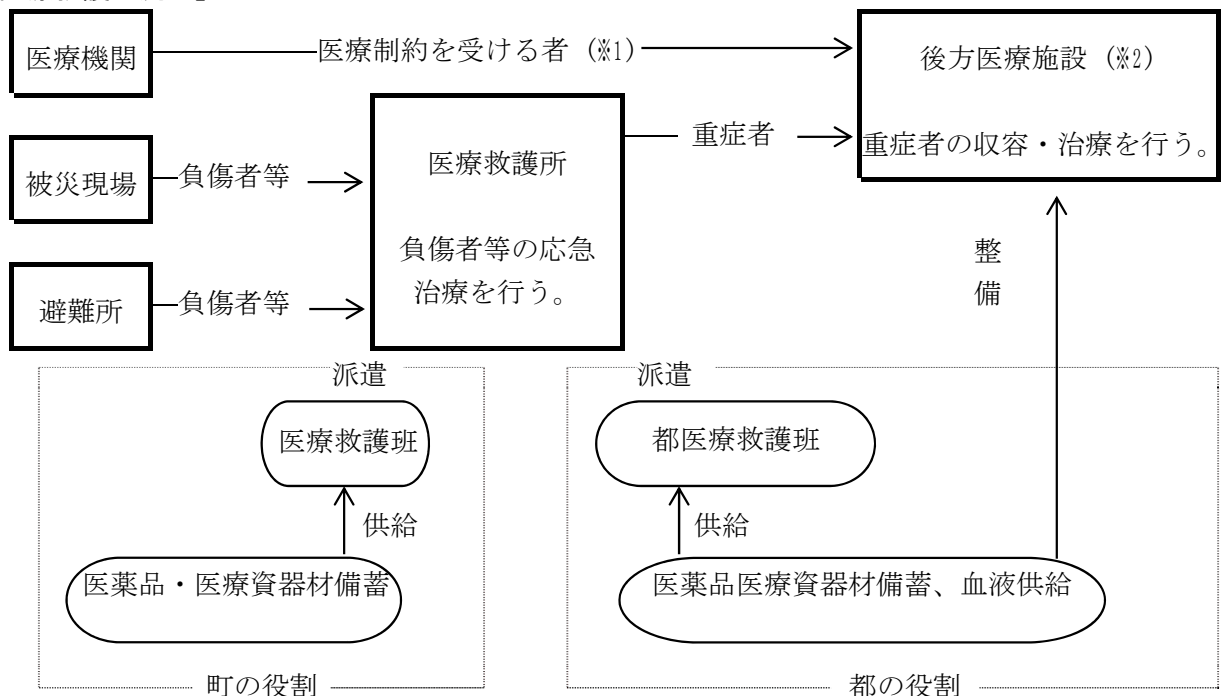 医療機関
医療制約を受ける者（※1）
後方医療施設（※2）
重症者の収容・治療を行う。
被災現場
負傷者等
医療救護所
負傷者等の応急
治療を行う。
重症者
避難所
負傷者等
整
備
派遣
医療救護班
供給
医薬品・医療資器材備蓄
町の役割
派遣
都医療救護班
供給
医薬品医療資器材備蓄、血液供給
都の役割